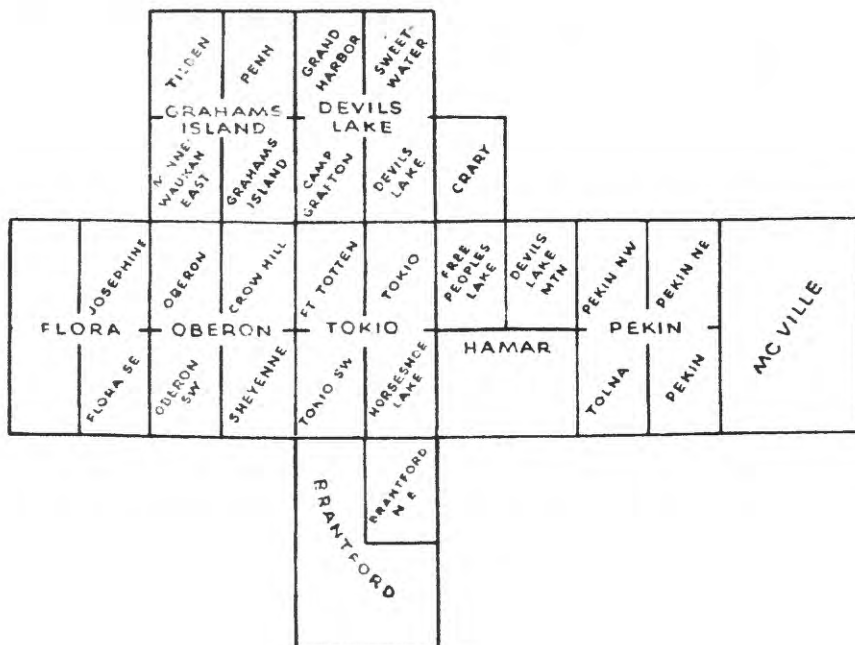 TILDEN
PENN
GRAND
HARBOR
SWEET-
WATER
GRAHAMS
ISLAND
DEVILS
LAKE
WAUKAN
EAST
GRAHAMS
ISLAND
CAMP
GRAFTON
DEVILS
LAKE
CRARY
JOSEPHINE
OBERON
CROW HILL
FT TOTTEN
TOKIO
FREE
PEOPLES
LAKE
DEVILS
LAKE
MTN
PEKIN NW
PEKIN NE
FLORA
OBERON
TOKIO
HAMAR
PEKIN
MC VILLE
FLORA SE
OBERON
SW
SHEYENNE
TOKIO SW
HORSESHOE
LAKE
TOLNA
PEKIN
BRANTFORD
BRANTFORD
N E